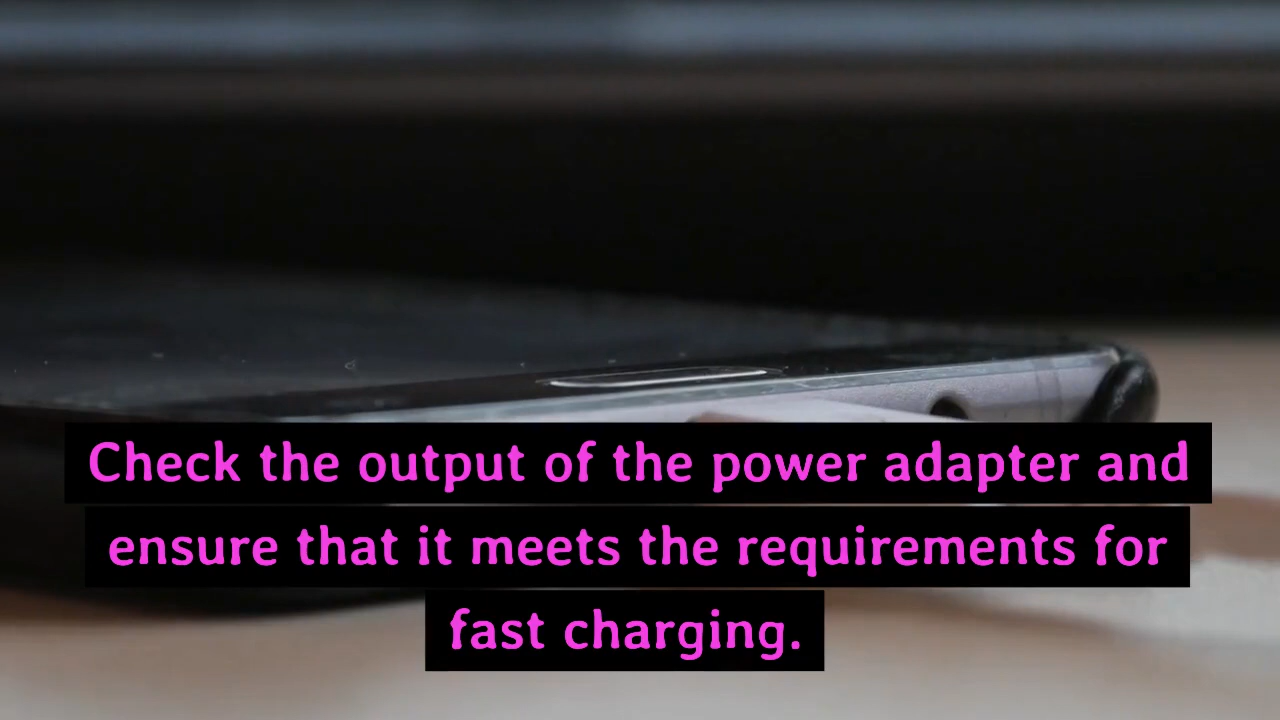 Check the output of the power adapter and
ensure that it meets the requirements for
fast charging.